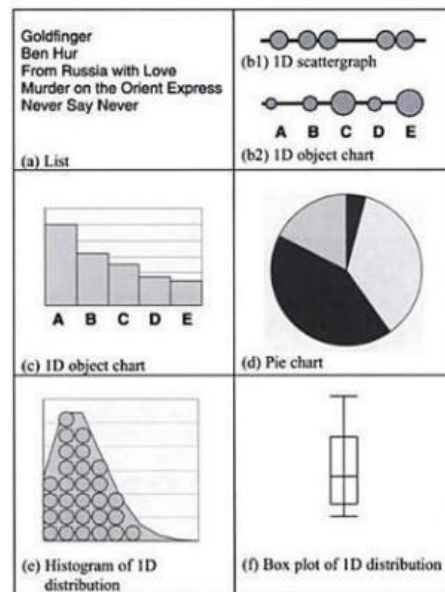 Goldfinger
Ben Hur
From Russia with Love
Murder on the Orient Express
Never Say Never
(a) List
(b1) 1D scattergraph
A B C D E
(b2) 1D object chart
A B C D E
(c) 1D object chart
(d) Pie chart
(e) Histogram of 1D
distribution
(f) Box plot of 1D distribution